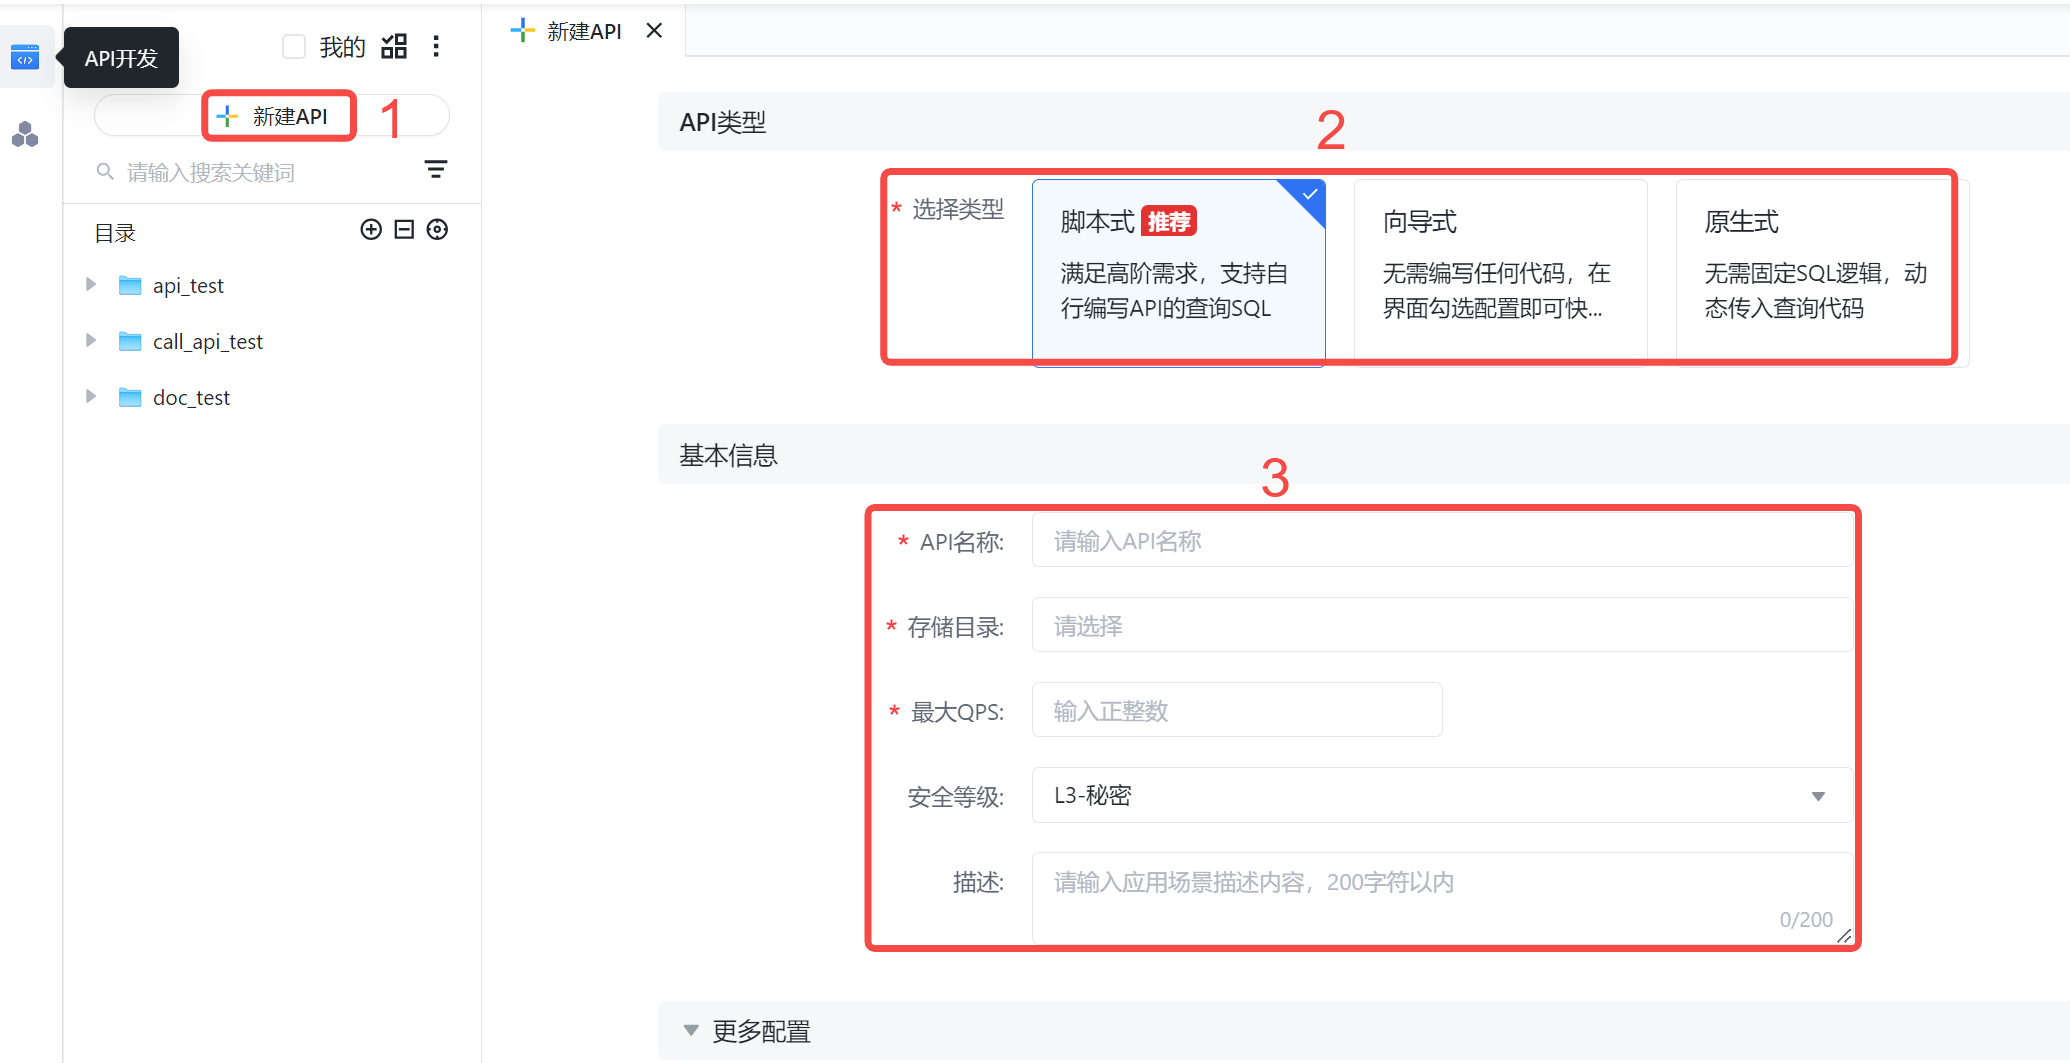 API开发
我的
新建API
1
请输入搜索关键词
目录
api_test
call_api_test
doc_test
新建API
API类型
2
* 选择类型
脚本式 推荐
满足高阶需求，支持自
行编写API的查询SQL
向导式
无需编写任何代码，在
界面勾选配置即可快...
原生式
无需固定SQL逻辑，动
态传入查询代码
基本信息
3
* API名称: 请输入API名称
* 存储目录: 请选择
* 最大QPS: 输入正整数
安全等级: L3-秘密
描述: 请输入应用场景描述内容，200字符以内
0/200
更多配置